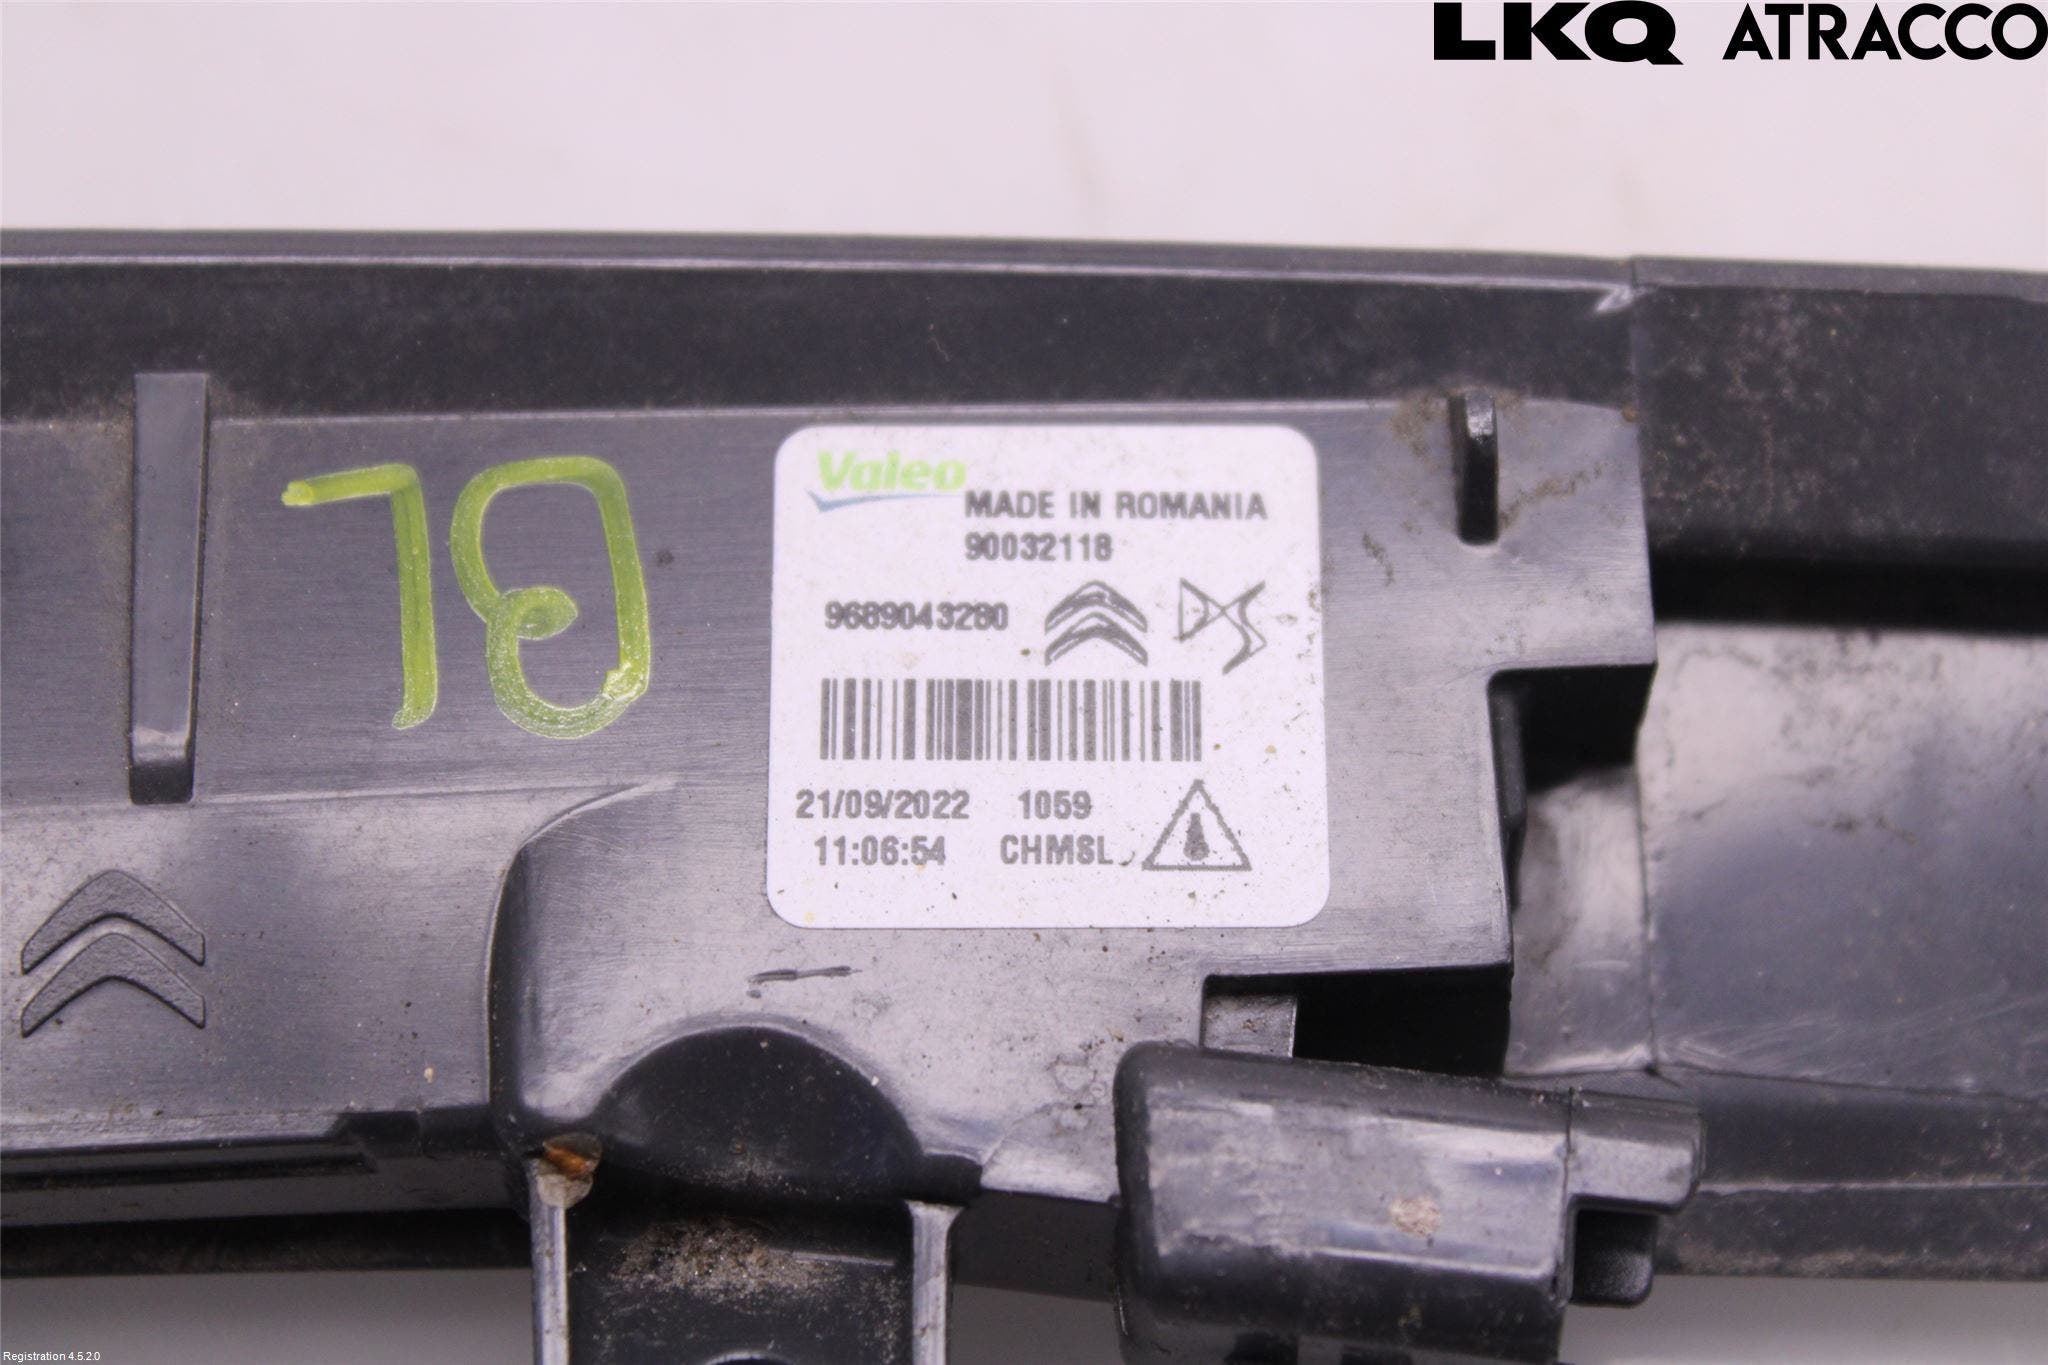 LKQ ATRACCO
Valeo
MADE IN ROMANIA
90032118
9689043280
DS
21/09/2022 1059
11:06:54 CHMSL
Registration 4.5.2.0